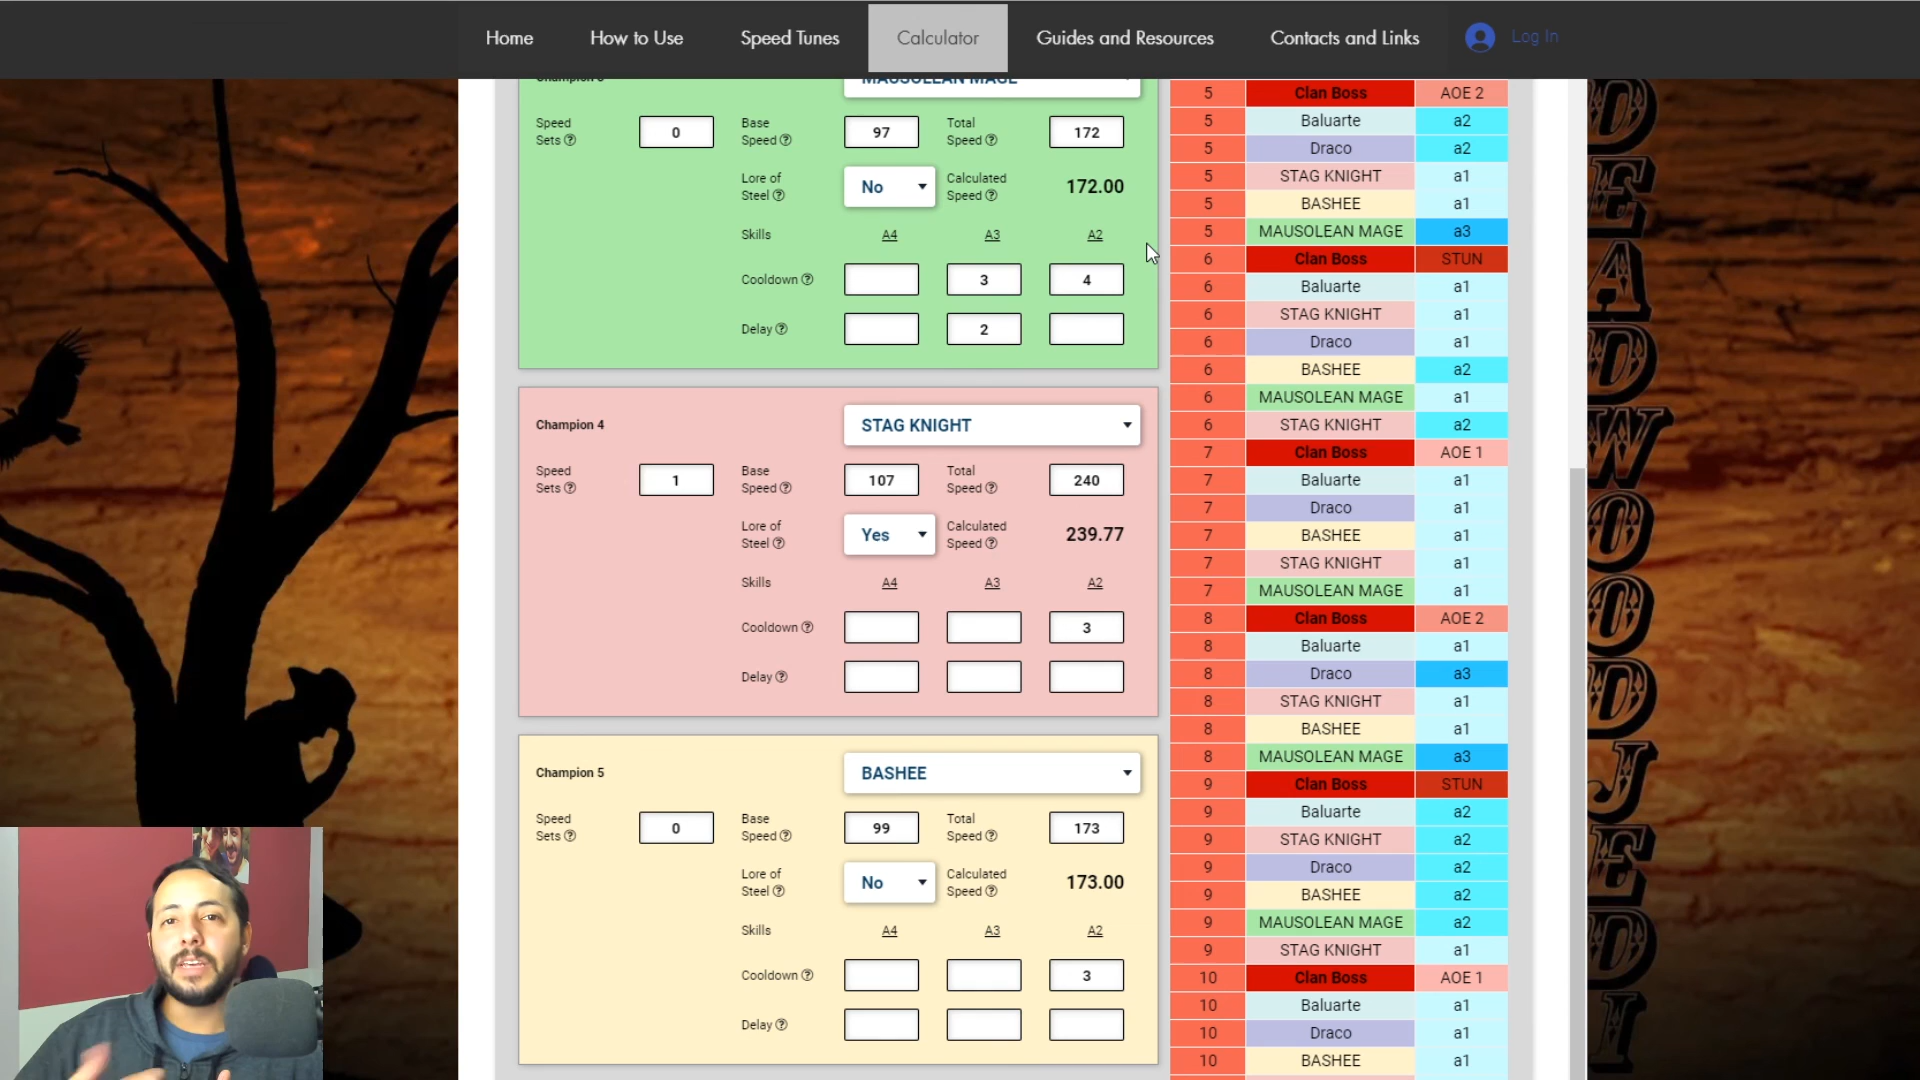 Home How to Use Speed Tunes Calculator Guides and Resources Contacts and Links Log In
Champion 3 MAUSOLEAN MAGE
Speed Sets 0 Base Speed 97 Total Speed 172
Lore of Steel No Calculated Speed 172.00
Skills A4 A3 A2
Cooldown 3 4
Delay 2
Champion 4 STAG KNIGHT
Speed Sets 1 Base Speed 107 Total Speed 240
Lore of Steel Yes Calculated Speed 239.77
Skills A4 A3 A2
Cooldown 3
Delay
Champion 5 BASHEE
Speed Sets 0 Base Speed 99 Total Speed 173
Lore of Steel No Calculated Speed 173.00
Skills A4 A3 A2
Cooldown 3
Delay
5 Clan Boss AOE 2
5 Baluarte a2
5 Draco a2
5 STAG KNIGHT a1
5 BASHEE a1
5 MAUSOLEAN MAGE a3
6 Clan Boss STUN
6 Baluarte a1
6 STAG KNIGHT a1
6 Draco a1
6 BASHEE a2
6 MAUSOLEAN MAGE a1
6 STAG KNIGHT a2
7 Clan Boss AOE 1
7 Baluarte a1
7 Draco a1
7 BASHEE a1
7 STAG KNIGHT a1
7 MAUSOLEAN MAGE a1
8 Clan Boss AOE 2
8 Baluarte a1
8 Draco a3
8 STAG KNIGHT a1
8 BASHEE a1
8 MAUSOLEAN MAGE a3
9 Clan Boss STUN
9 Baluarte a2
9 STAG KNIGHT a2
9 Draco a2
9 BASHEE a2
9 MAUSOLEAN MAGE a2
9 STAG KNIGHT a1
10 Clan Boss AOE 1
10 Baluarte a1
10 Draco a1
10 BASHEE a1
DEADWOODJEDI